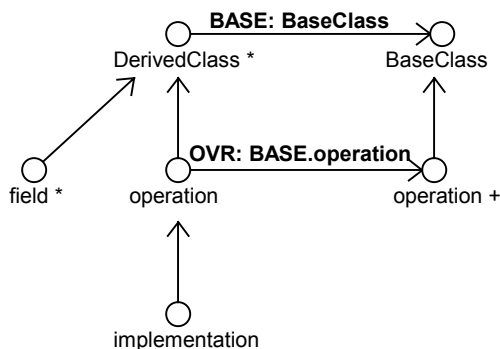 BASE: BaseClass
DerivedClass *
BaseClass
OVR: BASE.operation
field *
operation
operation +
implementation